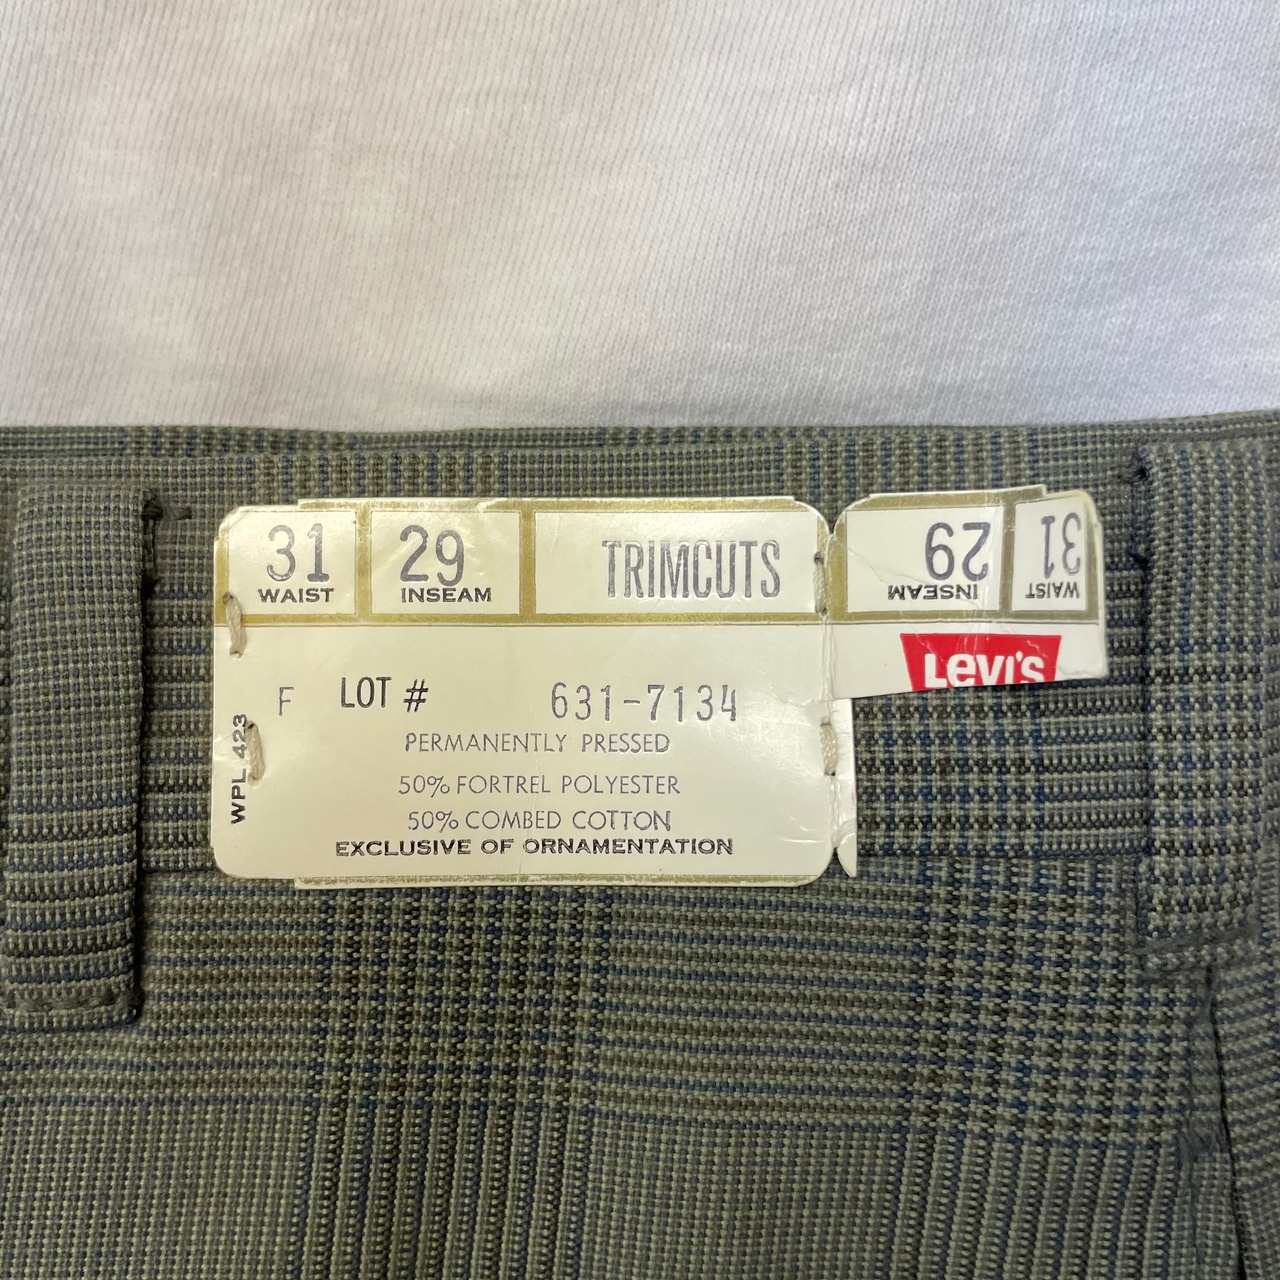 31 29 TRIMCUTS
WAIST INSEAM
F LOT # 631-7134
PERMANENTLY PRESSED
50% FORTREL POLYESTER
50% COMBED COTTON
EXCLUSIVE OF ORNAMENTATION
WPL 423
31 29
WAIST INSEAM
Levi's